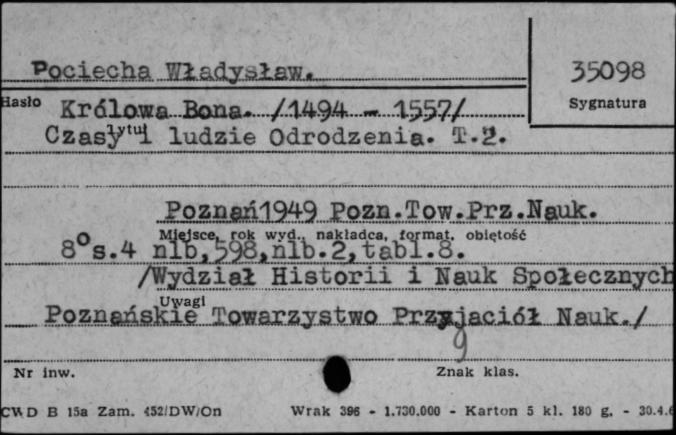 Pociecha Władysław.
35098
Sygnatura
Hasło Królowa Bona. /1494 - 1557/
Tytuł
Czasy i ludzie Odrodzenia. T.2.
Poznań1949 Pozn.Tow.Prz.Nauk.
Miejsce, rok wyd., nakładca, format, objętość
8°s.4 nlb,598,nlb.2,tabl.8.
/Wydział Historii i Nauk Społecznych
Uwagi
Poznańskie Towarzystwo Przyjaciół Nauk./
9
Nr inw.
Znak klas.
CWD B 15a Zam. 452/DW/On
Wrak 396 - 1.730.000 - Karton 5 kl. 180 g. - 30.4.6